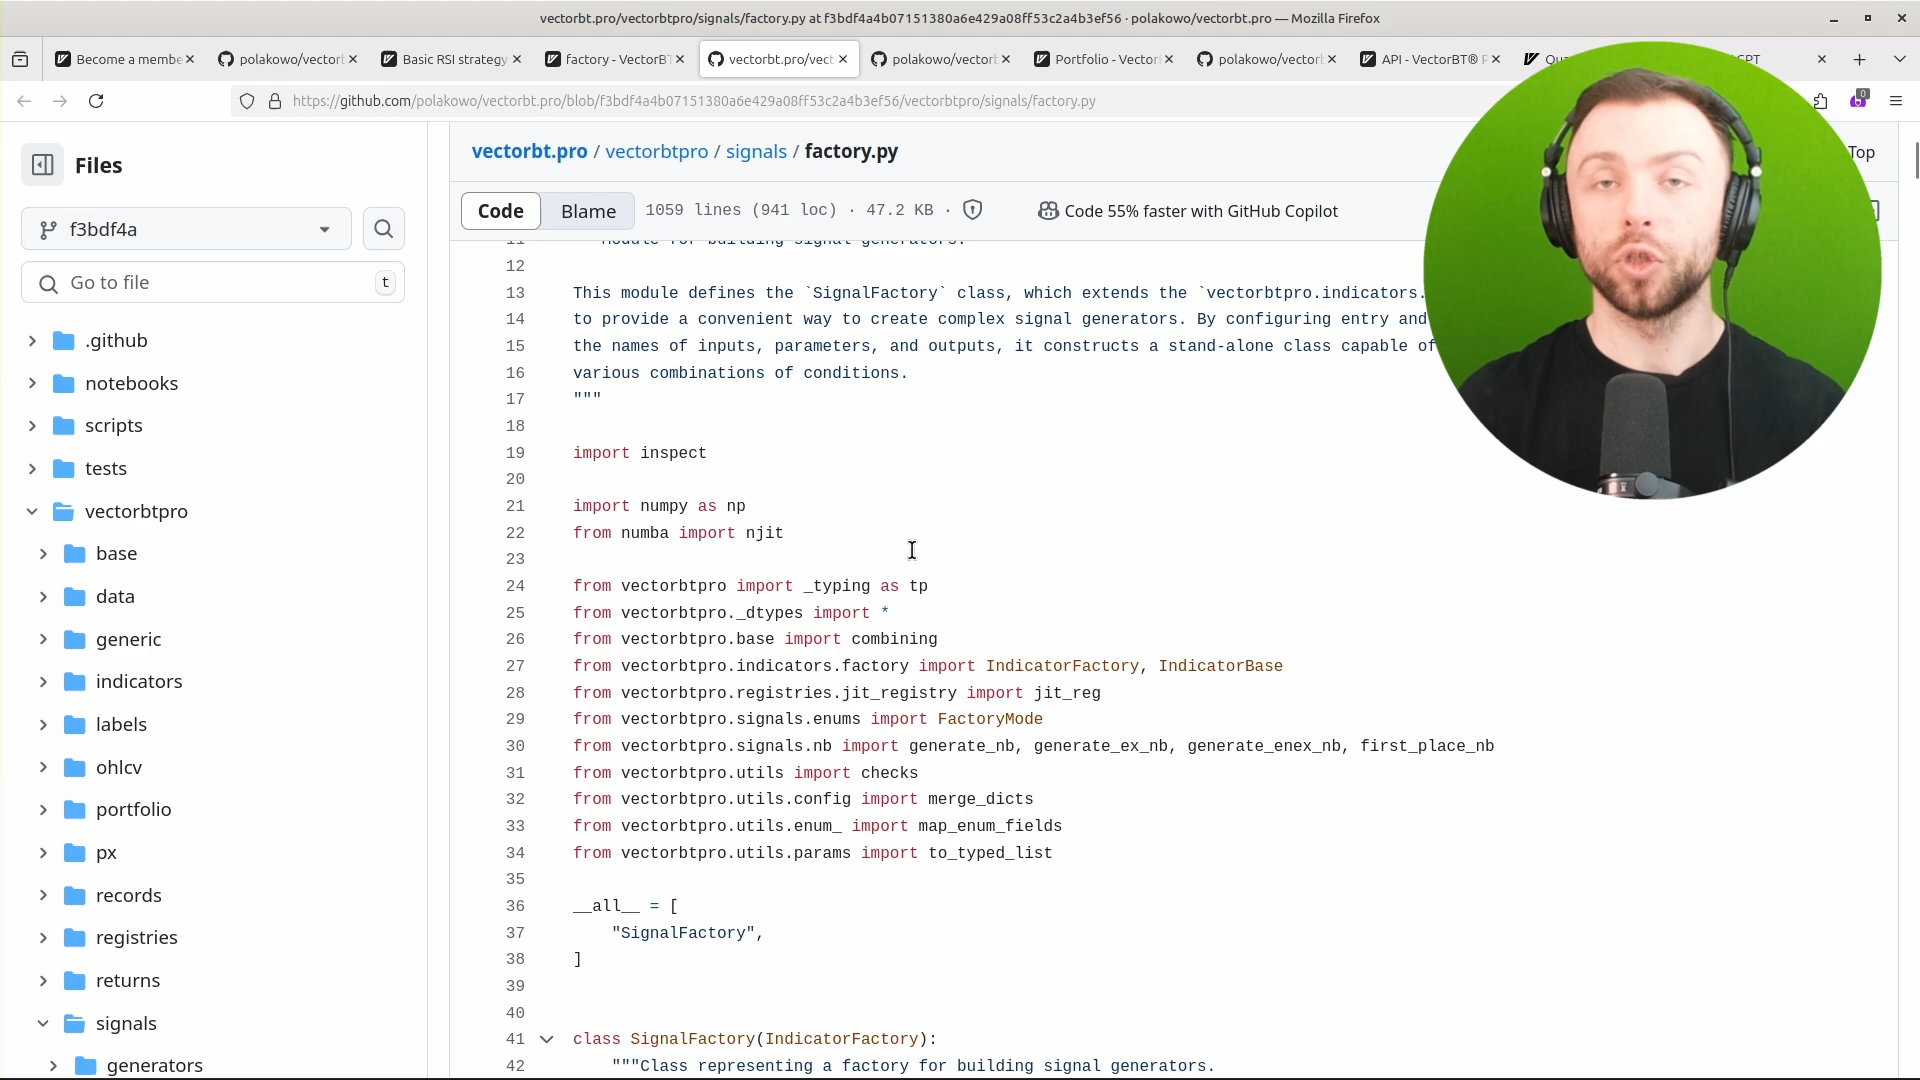 vectorbt.pro/vectorbtpro/signals/factory.py at f3bdf4a4b07151380a6e429a08ff53c2a4b3ef56 · polakowo/vectorbt.pro — Mozilla Firefox
Become a membe
polakowo/vector
Basic RSI strategy
factory - VectorBT
vectorbt.pro/vect
polakowo/vector
Portfolio - Vector
polakowo/vector
API - VectorBT® P
https://github.com/polakowo/vectorbt.pro/blob/f3bdf4a4b07151380a6e429a08ff53c2a4b3ef56/vectorbtpro/signals/factory.py
0
Files
f3bdf4a
Go to file
t
.github
notebooks
scripts
tests
vectorbtpro
base
data
generic
indicators
labels
ohlcv
portfolio
px
records
registries
returns
signals
generators
vectorbt.pro / vectorbtpro / signals / factory.py
Top
Code
Blame
1059 lines (941 loc) · 47.2 KB ·
Code 55% faster with GitHub Copilot
11 Module for building signal generators.
12
13 This module defines the `SignalFactory` class, which extends the `vectorbtpro.indicators.
14 to provide a convenient way to create complex signal generators. By configuring entry and
15 the names of inputs, parameters, and outputs, it constructs a stand-alone class capable of
16 various combinations of conditions.
17 """
18
19 import inspect
20
21 import numpy as np
22 from numba import njit
23
24 from vectorbtpro import _typing as tp
25 from vectorbtpro._dtypes import *
26 from vectorbtpro.base import combining
27 from vectorbtpro.indicators.factory import IndicatorFactory, IndicatorBase
28 from vectorbtpro.registries.jit_registry import jit_reg
29 from vectorbtpro.signals.enums import FactoryMode
30 from vectorbtpro.signals.nb import generate_nb, generate_ex_nb, generate_enex_nb, first_place_nb
31 from vectorbtpro.utils import checks
32 from vectorbtpro.utils.config import merge_dicts
33 from vectorbtpro.utils.enum_ import map_enum_fields
34 from vectorbtpro.utils.params import to_typed_list
35
36 __all__ = [
37 "SignalFactory",
38 ]
39
40
41 class SignalFactory(IndicatorFactory):
42 """Class representing a factory for building signal generators.